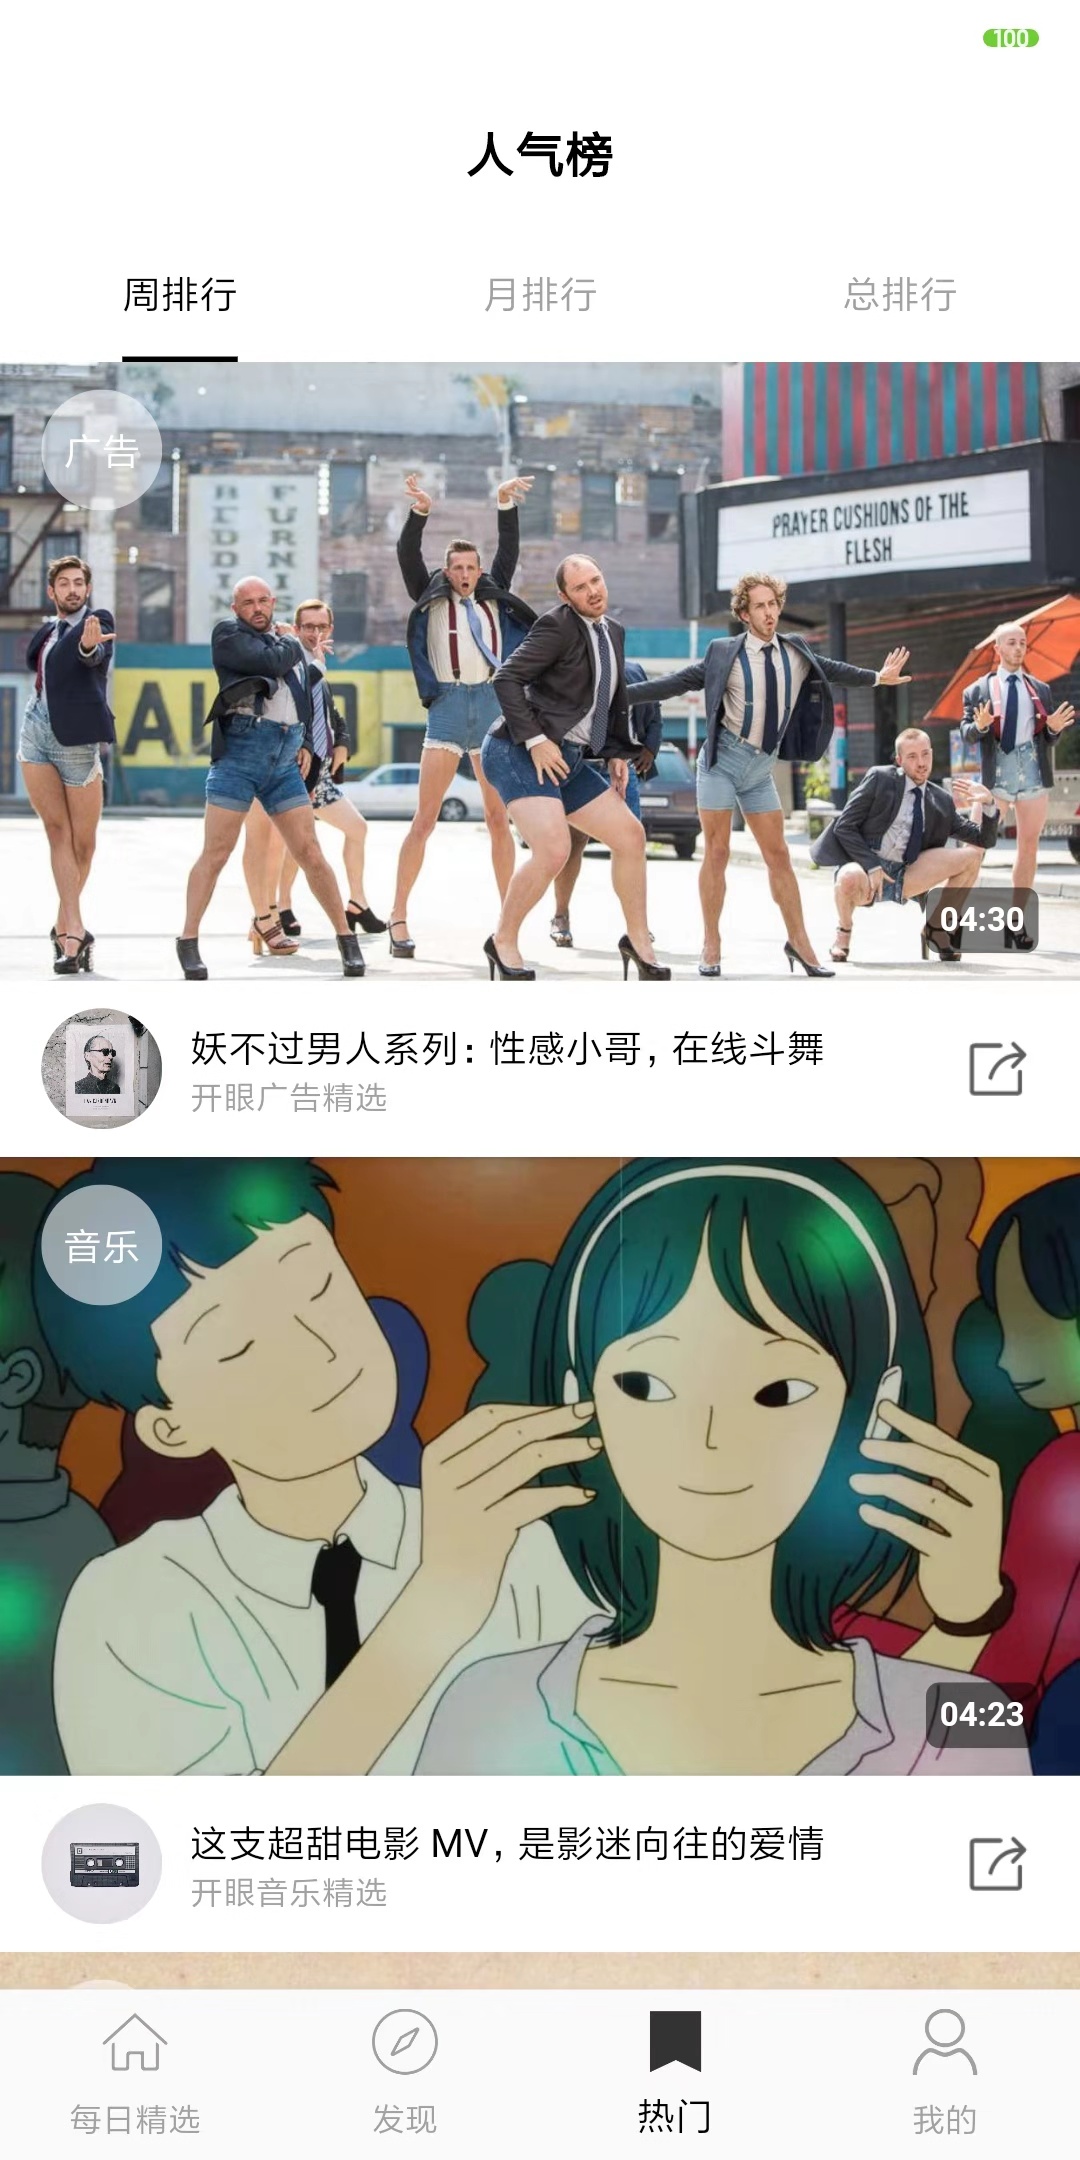 100
人气榜
周排行
月排行
总排行
广告
BEDDIN
FURNIS
PRAYER CUSHIONS OF THE
FLESH
04:30
妖不过男人系列：性感小哥，在线斗舞
开眼广告精选
音乐
04:23
这支超甜电影 MV，是影迷向往的爱情
开眼音乐精选
每日精选
发现
热门
我的